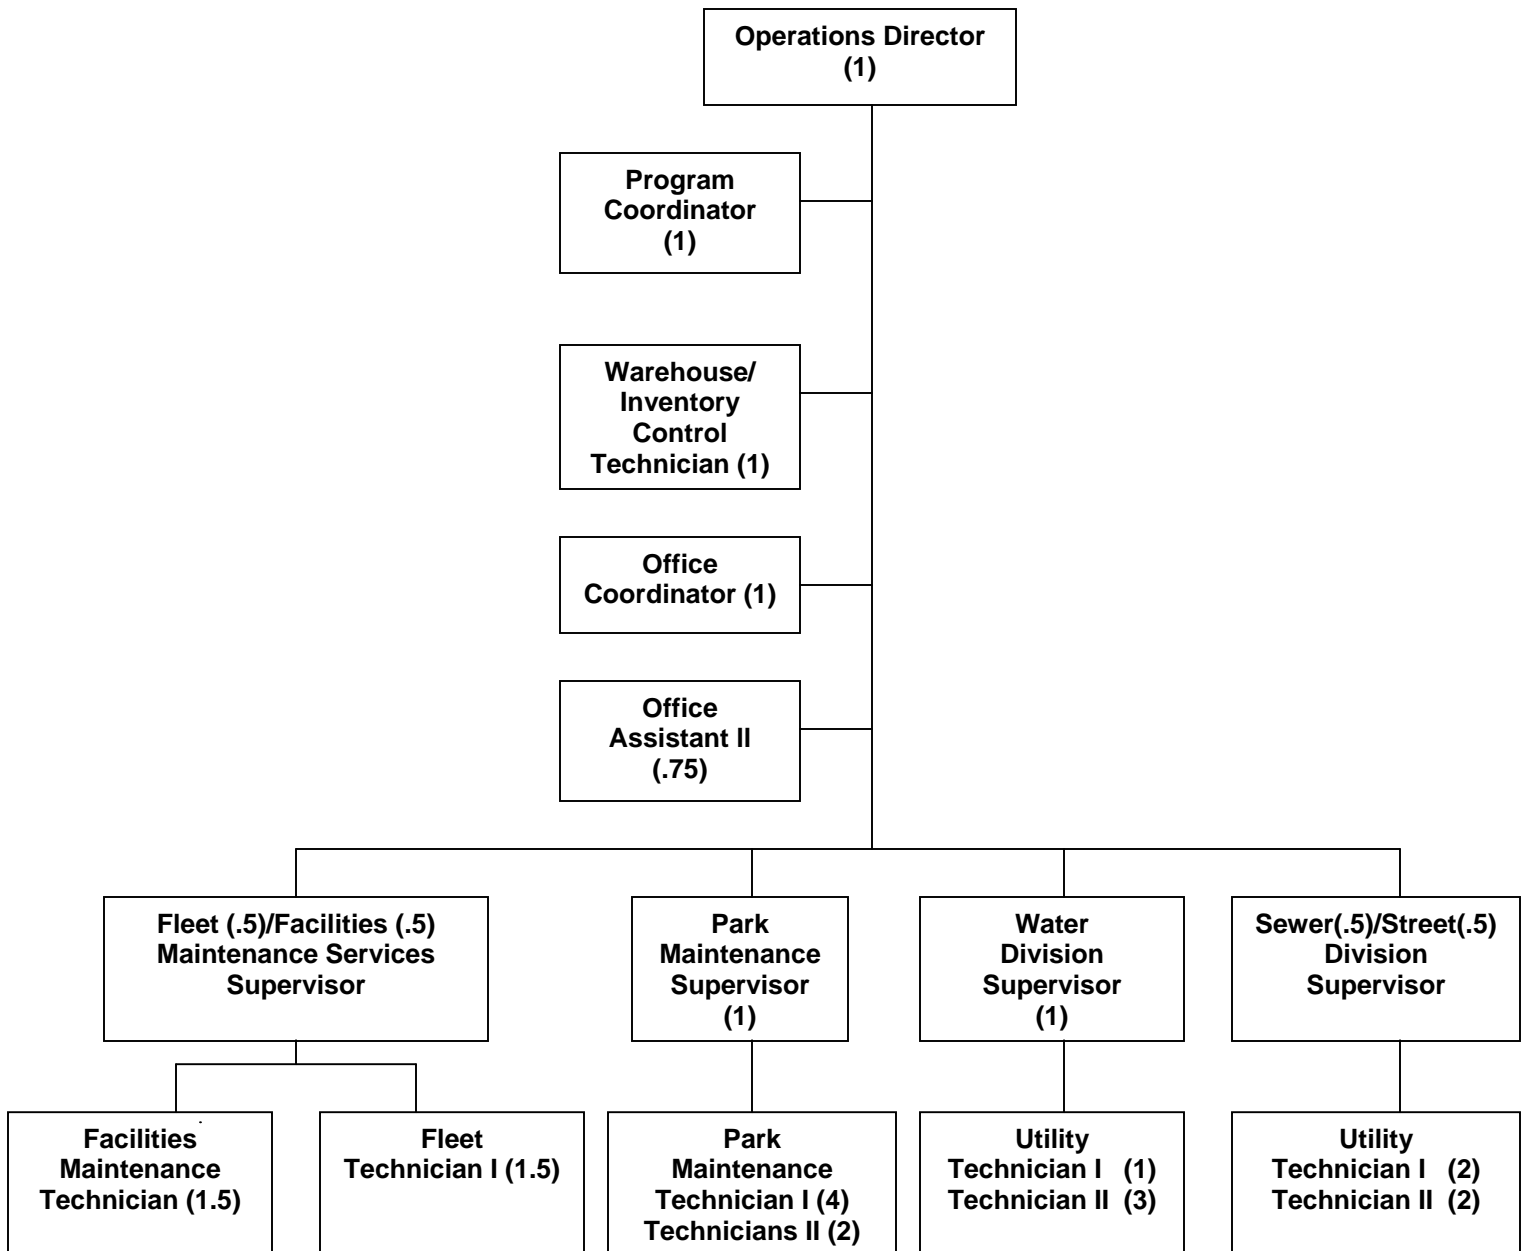 Operations Director
(1)
Program
Coordinator
(1)
Warehouse/
Inventory
Control
Technician (1)
Office
Coordinator (1)
Office
Assistant II
(.75)
Fleet (.5)/Facilities (.5)
Maintenance Services
Supervisor
Park
Maintenance
Supervisor
(1)
Water
Division
Supervisor
(1)
Sewer(.5)/Street(.5)
Division
Supervisor
Facilities
Maintenance
Technician (1.5)
Fleet
Technician I (1.5)
Park
Maintenance
Technician I (4)
Technicians II (2)
Utility
Technician I (1)
Technician II (3)
Utility
Technician I (2)
Technician II (2)